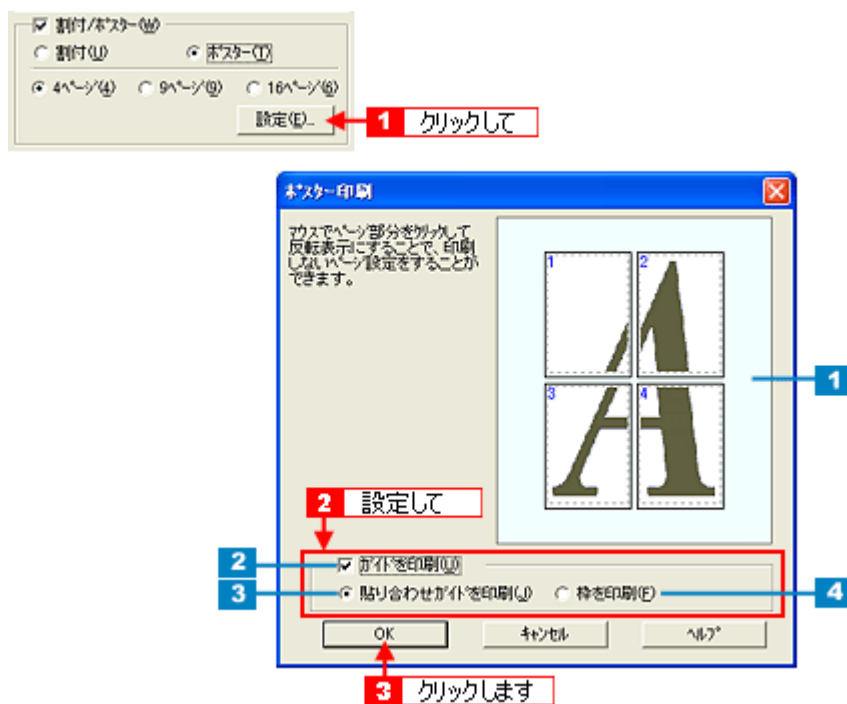 割付/ポスター(W)
割付(U) ポスター(T)
4ページ(4) 9ページ(9) 16ページ(6)
設定(E)... 1 クリックして
ポスター印刷
マウスでページ部分をクリックして
反転表示にすることで、印刷
しないページ設定をすることが
できます。
1 2
1
3 4
2 設定して
2 ガイドを印刷(U)
3 貼り合わせガイドを印刷(J) 枠を印刷(F) 4
OK キャンセル ヘルプ
3 クリックします